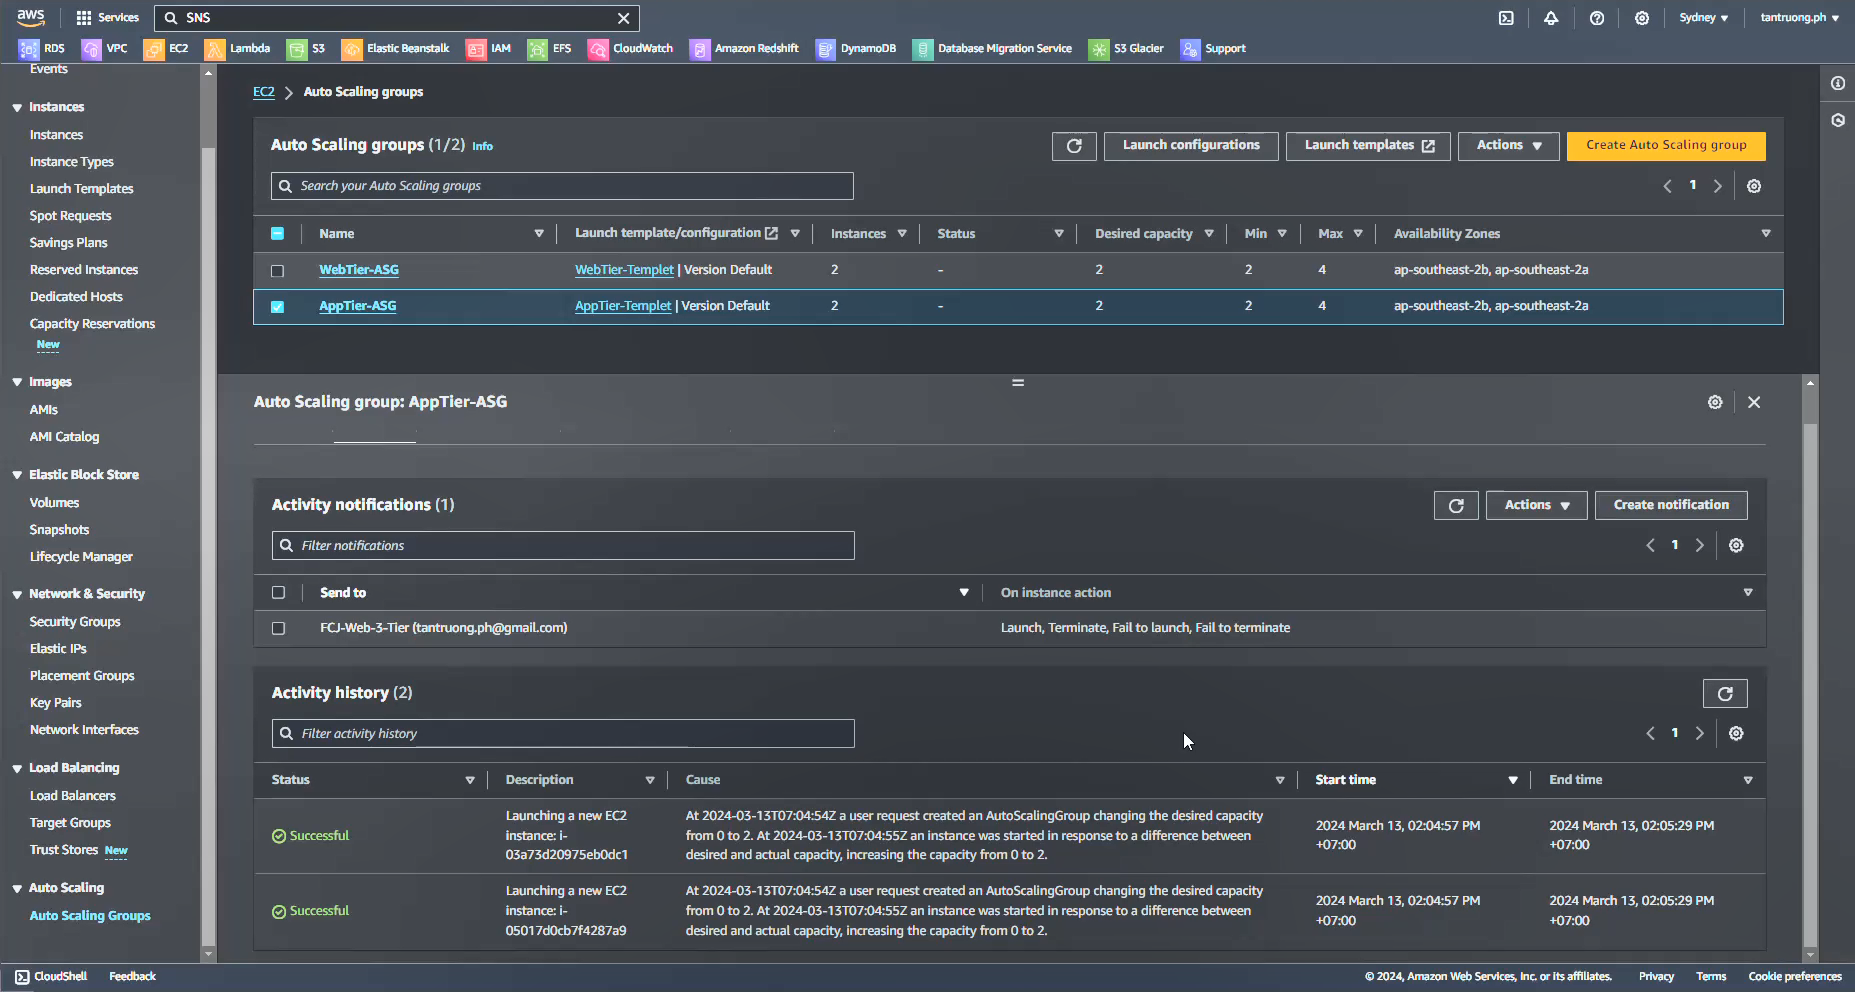 aws Services SNS Sydney tantruong.ph
RDS VPC EC2 Lambda S3 Elastic Beanstalk IAM EFS CloudWatch Amazon Redshift DynamoDB Database Migration Service S3 Glacier Support
Events
Instances
Instances
Instance Types
Launch Templates
Spot Requests
Savings Plans
Reserved Instances
Dedicated Hosts
Capacity Reservations
New
Images
AMIs
AMI Catalog
Elastic Block Store
Volumes
Snapshots
Lifecycle Manager
Network & Security
Security Groups
Elastic IPs
Placement Groups
Key Pairs
Network Interfaces
Load Balancing
Load Balancers
Target Groups
Trust Stores New
Auto Scaling
Auto Scaling Groups
EC2 Auto Scaling groups
Auto Scaling groups (1/2) Info Launch configurations Launch templates Actions Create Auto Scaling group
Search your Auto Scaling groups 1
Name Launch template/configuration Instances Status Desired capacity Min Max Availability Zones
WebTier-ASG WebTier-Templet | Version Default 2 - 2 2 4 ap-southeast-2b, ap-southeast-2a
AppTier-ASG AppTier-Templet | Version Default 2 - 2 2 4 ap-southeast-2b, ap-southeast-2a
Auto Scaling group: AppTier-ASG
Activity notifications (1) Actions Create notification
Filter notifications 1
Send to On instance action
FCJ-Web-3-Tier (tantruong.ph@gmail.com) Launch, Terminate, Fail to launch, Fail to terminate
Activity history (2)
Filter activity history 1
Status Description Cause Start time End time
Launching a new EC2 At 2024-03-13T07:04:54Z a user request created an AutoScalingGroup changing the desired capacity
Successful instance: i- from 0 to 2. At 2024-03-13T07:04:55Z an instance was started in response to a difference between 2024 March 13, 02:04:57 PM 2024 March 13, 02:05:29 PM
03a73d20975eb0dc1 desired and actual capacity, increasing the capacity from 0 to 2. +07:00 +07:00
Launching a new EC2 At 2024-03-13T07:04:54Z a user request created an AutoScalingGroup changing the desired capacity
Successful instance: i- from 0 to 2. At 2024-03-13T07:04:55Z an instance was started in response to a difference between 2024 March 13, 02:04:57 PM 2024 March 13, 02:05:29 PM
05017d0cb7f4287a9 desired and actual capacity, increasing the capacity from 0 to 2. +07:00 +07:00
CloudShell Feedback © 2024, Amazon Web Services, Inc. or its affiliates. Privacy Terms Cookie preferences